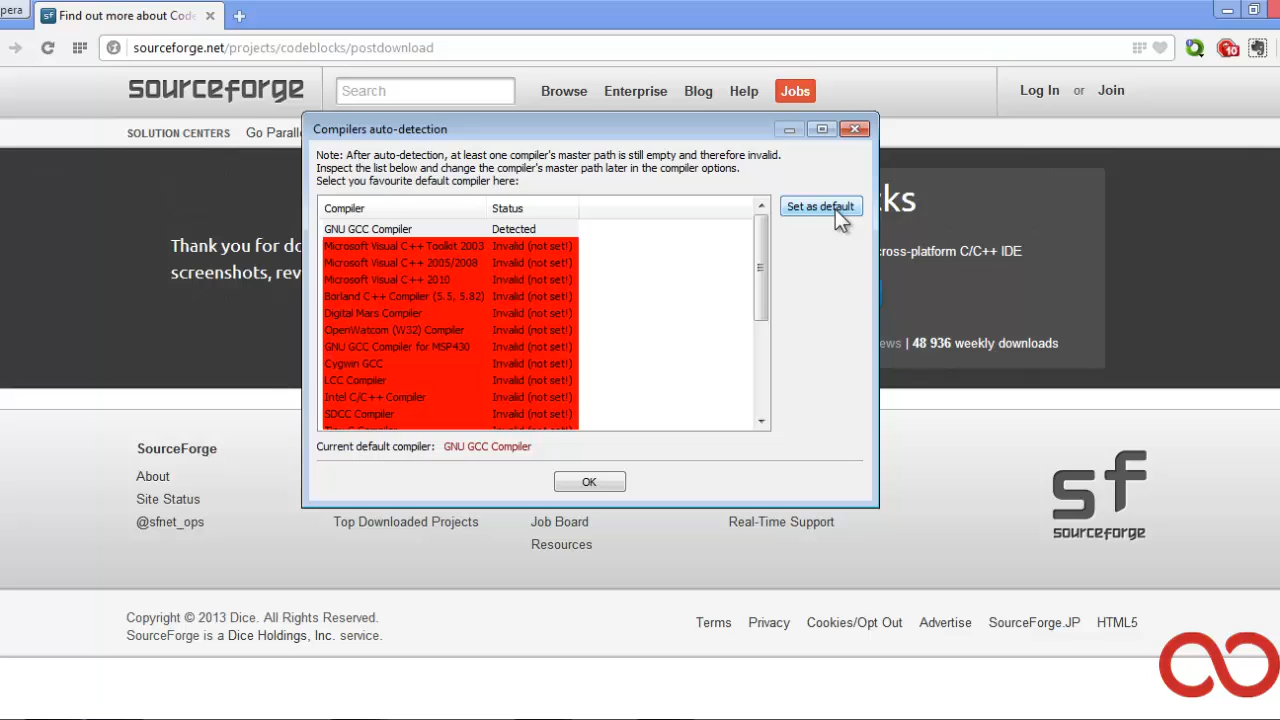 pera
sf Find out more about Code
sourceforge.net/projects/codeblocks/postdownload
10
sourceforge
Search
Browse Enterprise Blog Help Jobs
Log In or Join
SOLUTION CENTERS Go Parall
Compilers auto-detection
Note: After auto-detection, at least one compiler's master path is still empty and therefore invalid.
Inspect the list below and change the compiler's master path later in the compiler options.
Select you favourite default compiler here:
Compiler Status
Set as default
GNU GCC Compiler Detected
Microsoft Visual C++ Toolkit 2003 Invalid (not set!)
Microsoft Visual C++ 2005/2008 Invalid (not set!)
Microsoft Visual C++ 2010 Invalid (not set!)
Borland C++ Compiler (5.5, 5.82) Invalid (not set!)
Digital Mars Compiler Invalid (not set!)
OpenWatcom (W32) Compiler Invalid (not set!)
GNU GCC Compiler for MSP430 Invalid (not set!)
Cygwin GCC Invalid (not set!)
LCC Compiler Invalid (not set!)
Intel C/C++ Compiler Invalid (not set!)
SDCC Compiler Invalid (not set!)
Current default compiler: GNU GCC Compiler
OK
Thank you for do
screenshots, rev
cks
ross-platform C/C++ IDE
ews | 48 936 weekly downloads
SourceForge
About
Site Status
@sfnet_ops
Top Downloaded Projects
Job Board
Resources
Real-Time Support
sf
sourceforge
Copyright © 2013 Dice. All Rights Reserved.
SourceForge is a Dice Holdings, Inc. service.
Terms Privacy Cookies/Opt Out Advertise SourceForge.JP HTML5